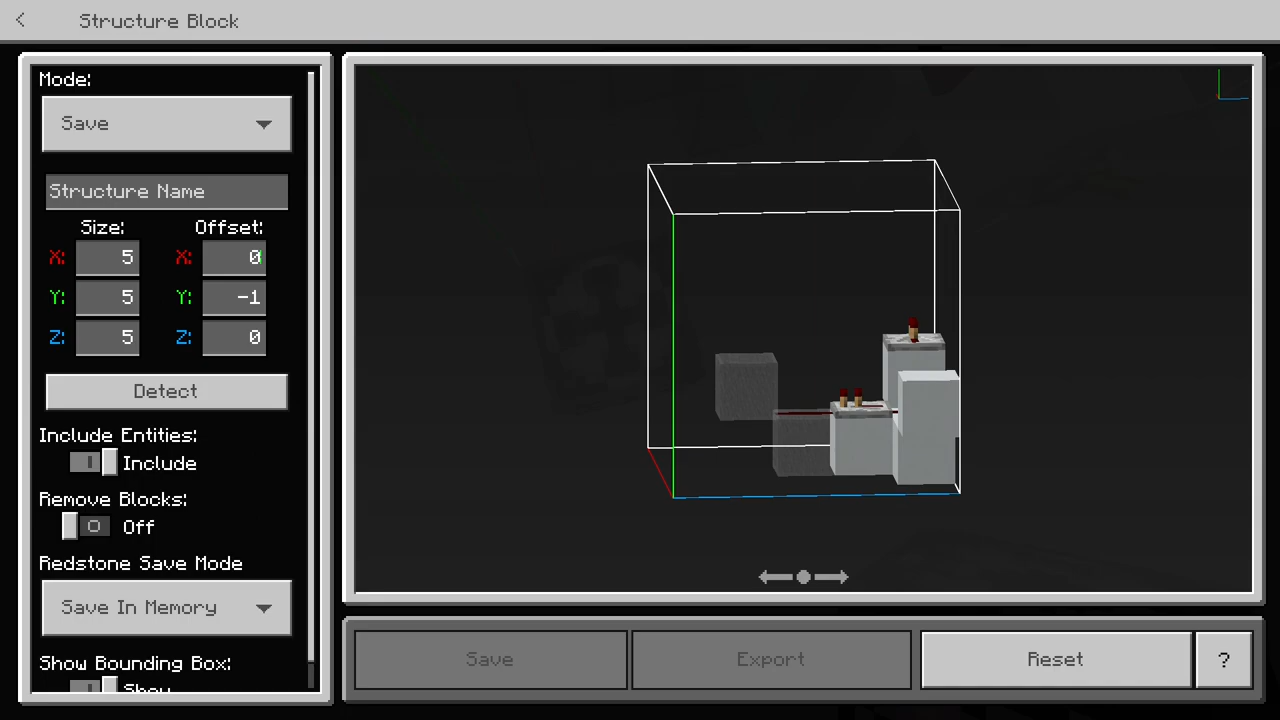 Structure Block
Mode:
Save
Structure Name
Size: Offset:
X: 5 X: 0
Y: 5 Y: -1
Z: 5 Z: 0
Detect
Include Entities:
Include
Remove Blocks:
Off
Redstone Save Mode
Save In Memory
Show Bounding Box:
Show
Save Export Reset ?